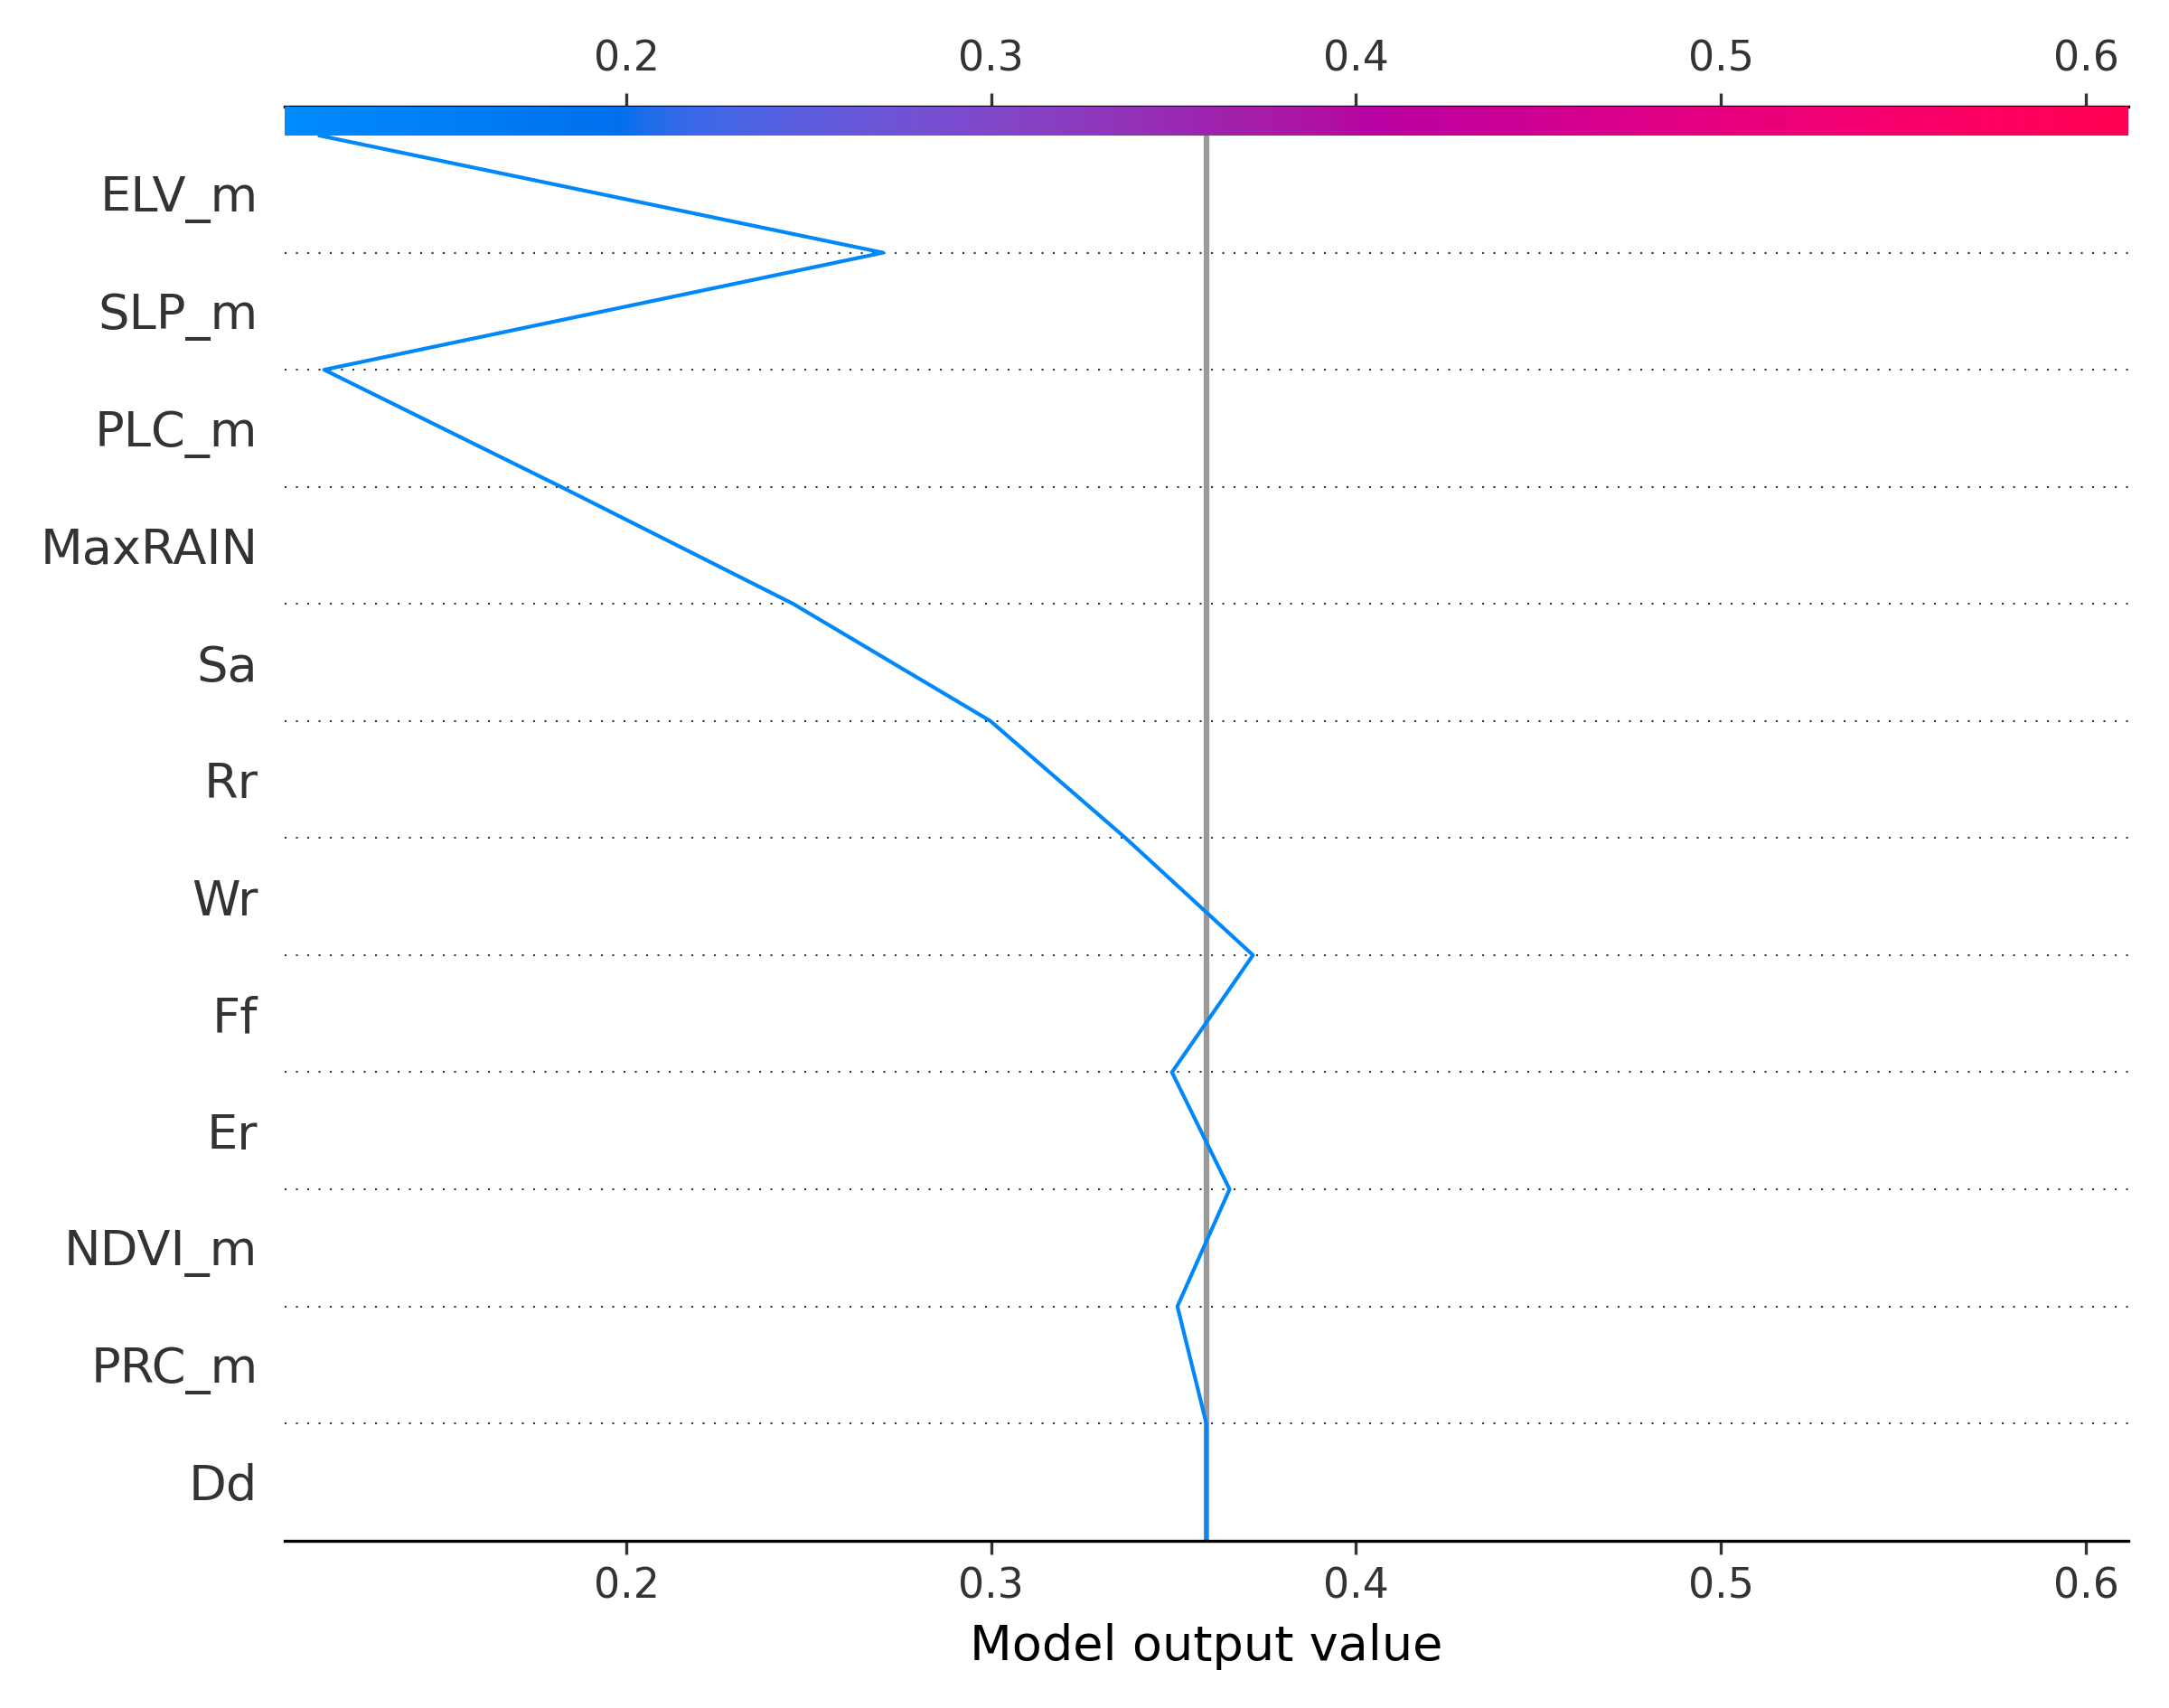 0.2 0.3 0.4 0.5 0.6
ELV_m
SLP_m
PLC_m
MaxRAIN
Sa
Rr
Wr
Ff
Er
NDVI_m
PRC_m
Dd
0.2 0.3 0.4 0.5 0.6
Model output value